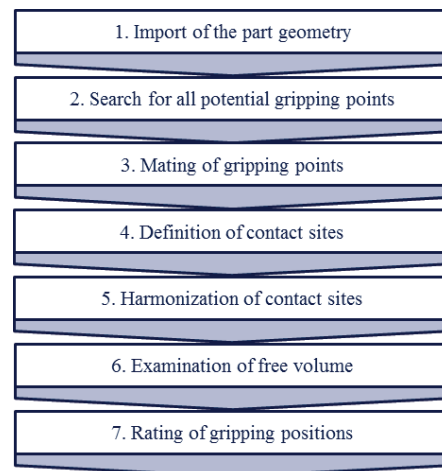 1. Import of the part geometry
2. Search for all potential gripping points
3. Mating of gripping points
4. Definition of contact sites
5. Harmonization of contact sites
6. Examination of free volume
7. Rating of gripping positions